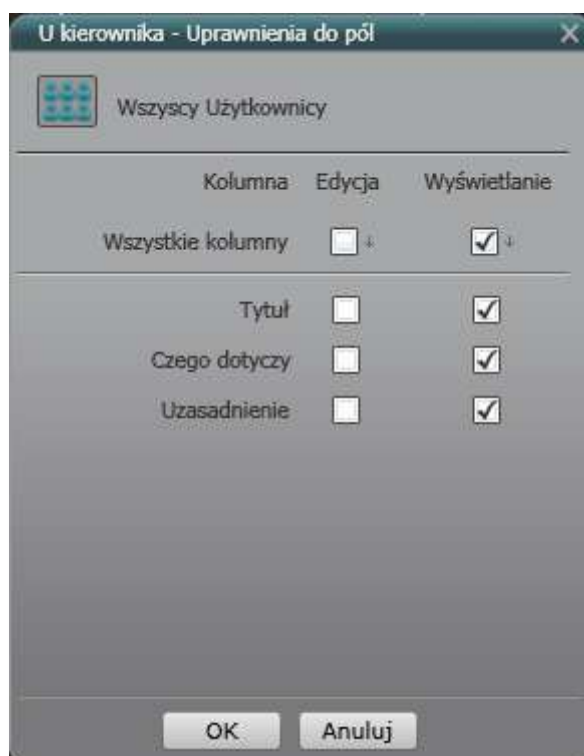 U kierownika - Uprawnienia do pól
Wszyscy Użytkownicy
Kolumna Edycja Wyświetlanie
Wszystkie kolumny
Tytuł
Czego dotyczy
Uzasadnienie
OK Anuluj